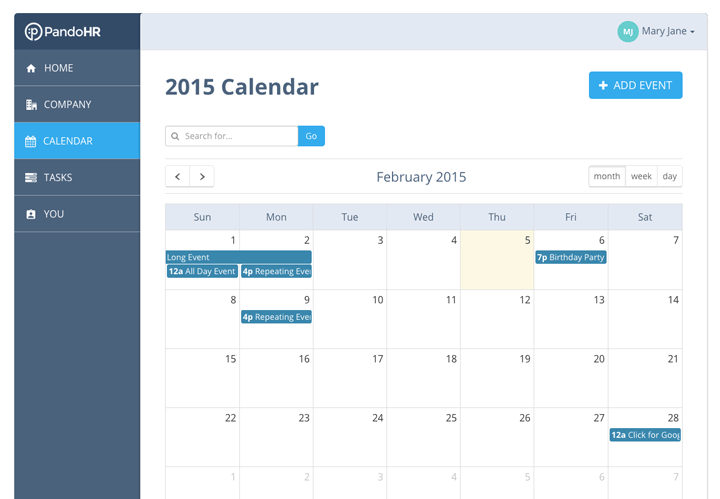 PandoHR
MJ Mary Jane
HOME
COMPANY
CALENDAR
TASKS
YOU
2015 Calendar
+ ADD EVENT
Search for...
Go
February 2015
month week day
Sun Mon Tue Wed Thu Fri Sat
1 2 3 4 5 6 7
Long Event
7p Birthday Party
12a All Day Event
4p Repeating Eve
8 9 10 11 12 13 14
4p Repeating Eve
15 16 17 18 19 20 21
22 23 24 25 26 27 28
12a Click for Goog
1 2 3 4 5 6 7